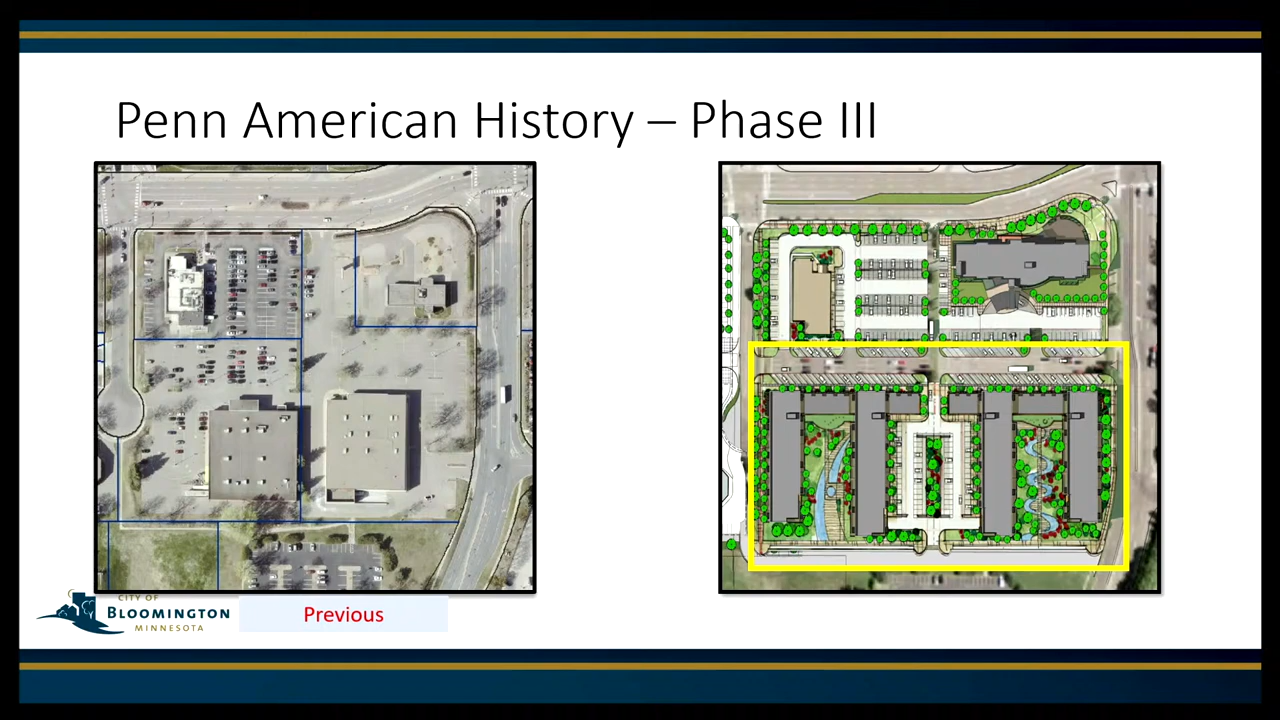 Penn American History – Phase III
CITY OF
BLOOMINGTON
MINNESOTA
Previous